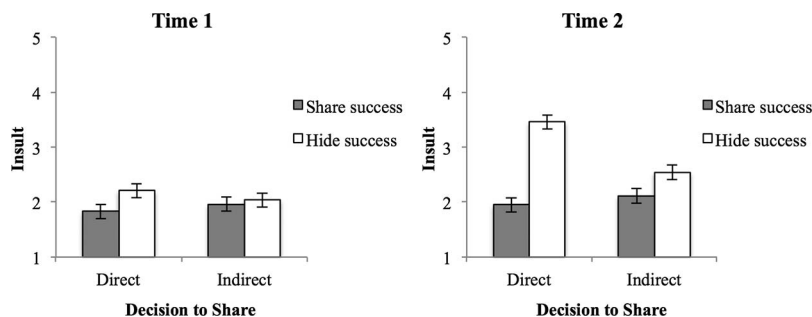 Time 1
5
4
3
2
1
Insult
Share success
Hide success
Direct
Indirect
Decision to Share
Time 2
5
4
3
2
1
Insult
Share success
Hide success
Direct
Indirect
Decision to Share